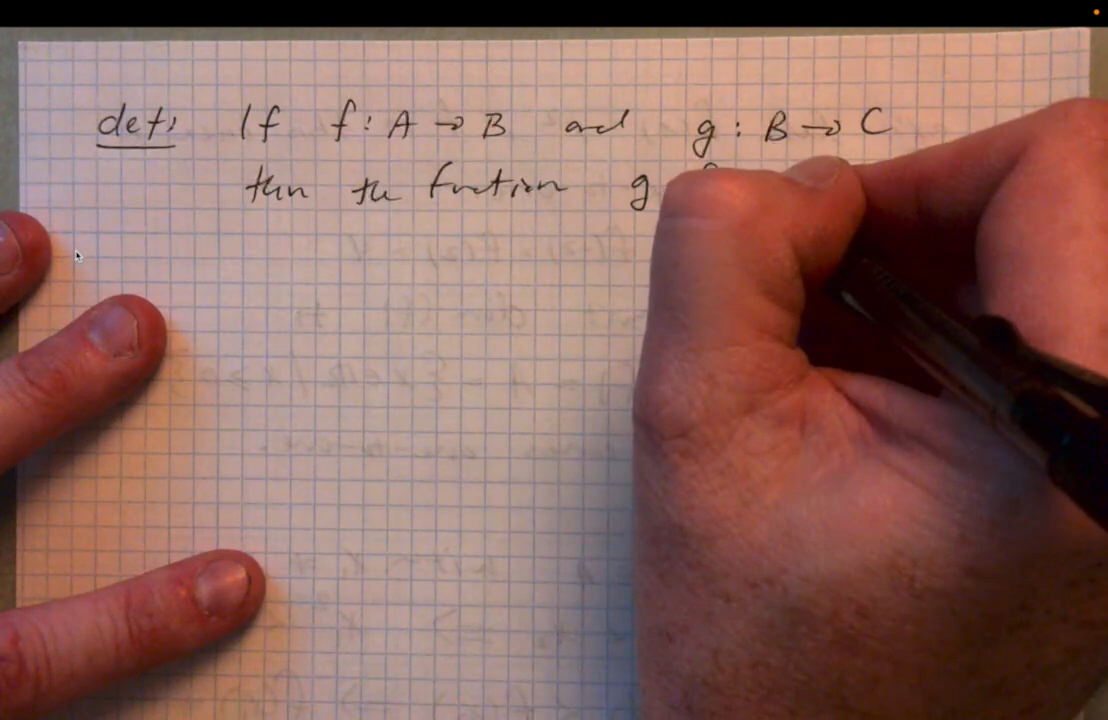 def: If f: A → B and g: B → C
then the function g